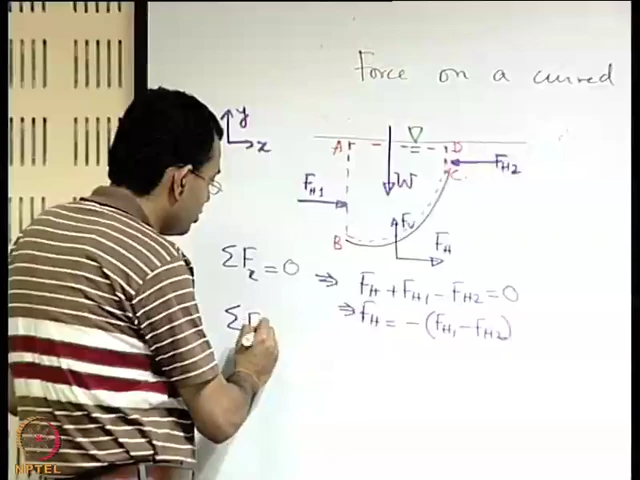 Force on a curved
y
x
A
D
C
B
F_H1
W
F_H2
F_V
F_H
ΣF_x = 0 ⇒ F_H + F_H1 - F_H2 = 0
⇒ F_H = - (F_H1 - F_H2)
ΣF
NPTEL